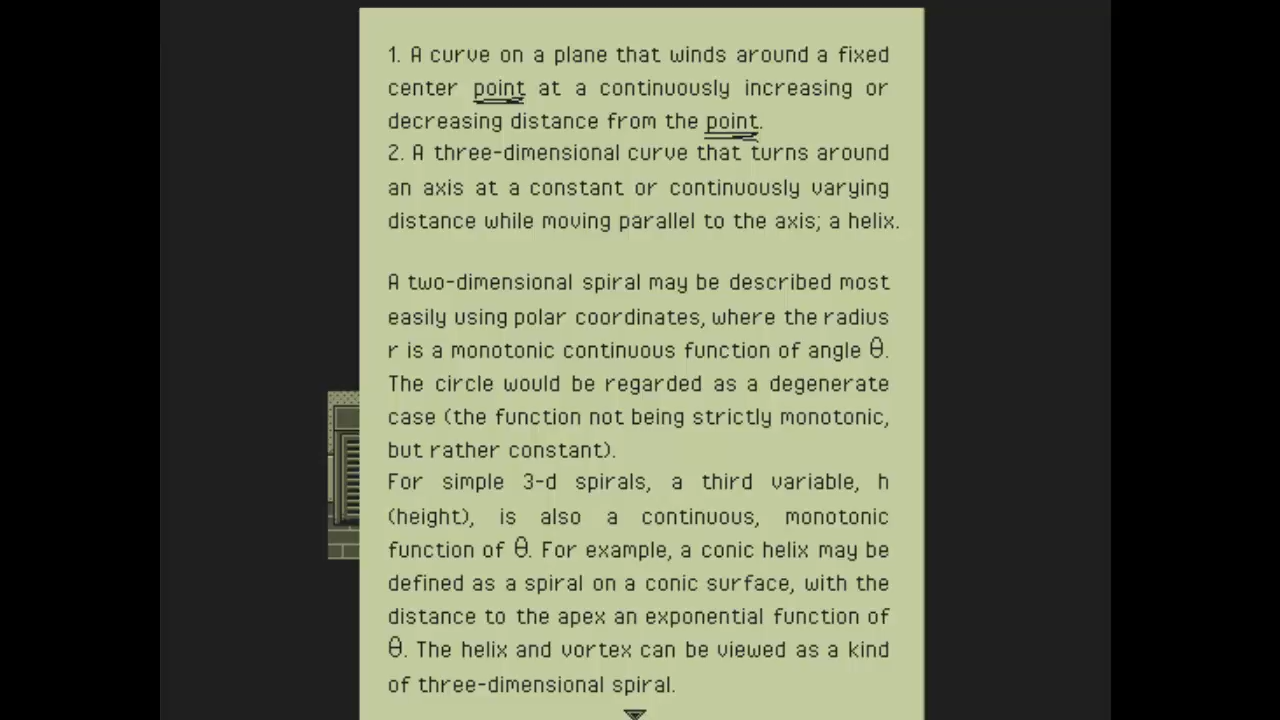 1. A curve on a plane that winds around a fixed
center point at a continuously increasing or
decreasing distance from the point.
2. A three-dimensional curve that turns around
an axis at a constant or continuously varying
distance while moving parallel to the axis; a helix.
A two-dimensional spiral may be described most
easily using polar coordinates, where the radius
r is a monotonic continuous function of angle θ.
The circle would be regarded as a degenerate
case (the function not being strictly monotonic,
but rather constant).
For simple 3-d spirals, a third variable, h
(height), is also a continuous, monotonic
function of θ. For example, a conic helix may be
defined as a spiral on a conic surface, with the
distance to the apex an exponential function of
θ. The helix and vortex can be viewed as a kind
of three-dimensional spiral.